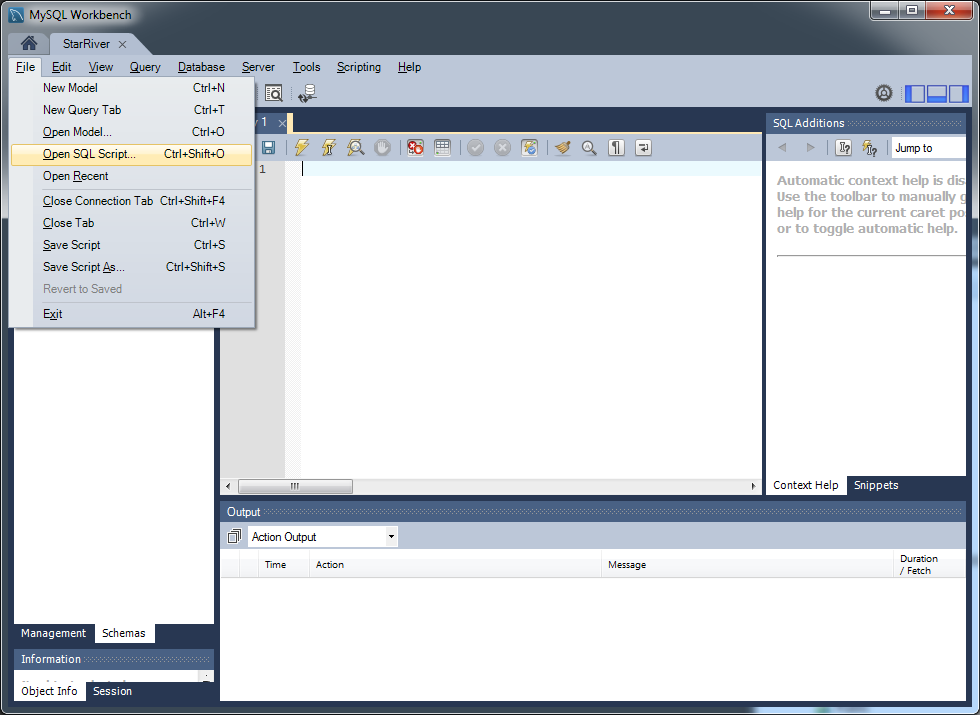 MySQL Workbench
StarRiver
File Edit View Query Database Server Tools Scripting Help
New Model Ctrl+N
New Query Tab Ctrl+T
Open Model... Ctrl+O
Open SQL Script... Ctrl+Shift+O
Open Recent
Close Connection Tab Ctrl+Shift+F4
Close Tab Ctrl+W
Save Script Ctrl+S
Save Script As... Ctrl+Shift+S
Revert to Saved
Exit Alt+F4
1
1
SQL Additions
Jump to
Automatic context help is dis
Use the toolbar to manually g
help for the current caret po
or to toggle automatic help.
Context Help Snippets
Output
Action Output
Time Action Message Duration
/ Fetch
Management Schemas
Information
Object Info Session